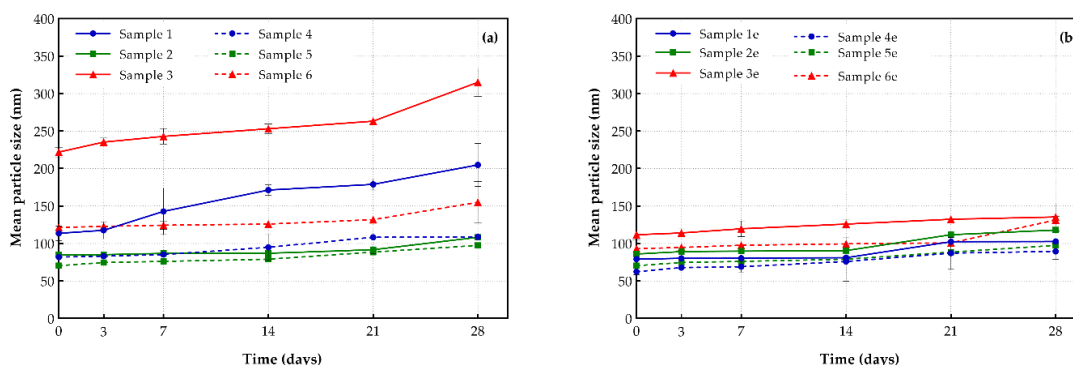 400
350
300
250
200
150
100
50
0
Mean particle size (nm)
Sample 1
Sample 2
Sample 3
Sample 4
Sample 5
Sample 6
(a)
0 3 7 14 21 28
Time (days)
400
350
300
250
200
150
100
50
0
Mean particle size (nm)
Sample 1e
Sample 2e
Sample 3e
Sample 4e
Sample 5e
Sample 6e
(b
0 3 7 14 21 28
Time (days)